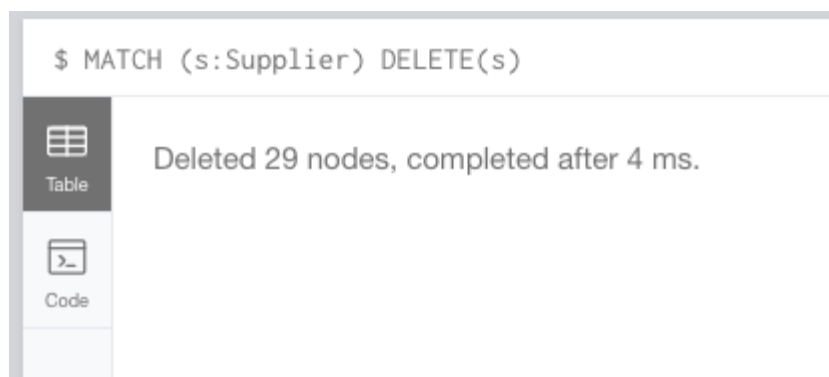 $ MATCH (s:Supplier) DELETE(s)
Table
Deleted 29 nodes, completed after 4 ms.
Code